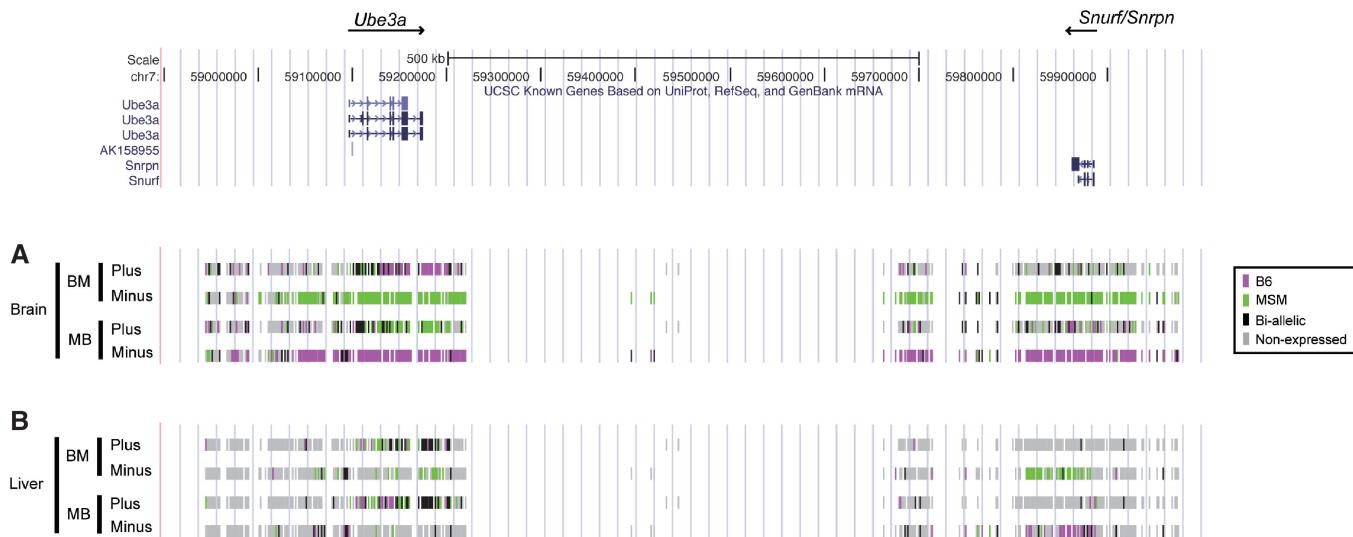 Ube3a
Snurf/Snrpn
Scale
500 kb
chr7:
59000000
59100000
59200000
59300000
59400000
59500000
59600000
59700000
59800000
59900000
UCSC Known Genes Based on UniProt, RefSeq, and GenBank mRNA
Ube3a
Ube3a
Ube3a
AK158955
Snrpn
Snurf
A
Brain
BM
Plus
Minus
MB
Plus
Minus
B6
MSM
Bi-allelic
Non-expressed
B
Liver
BM
Plus
Minus
MB
Plus
Minus